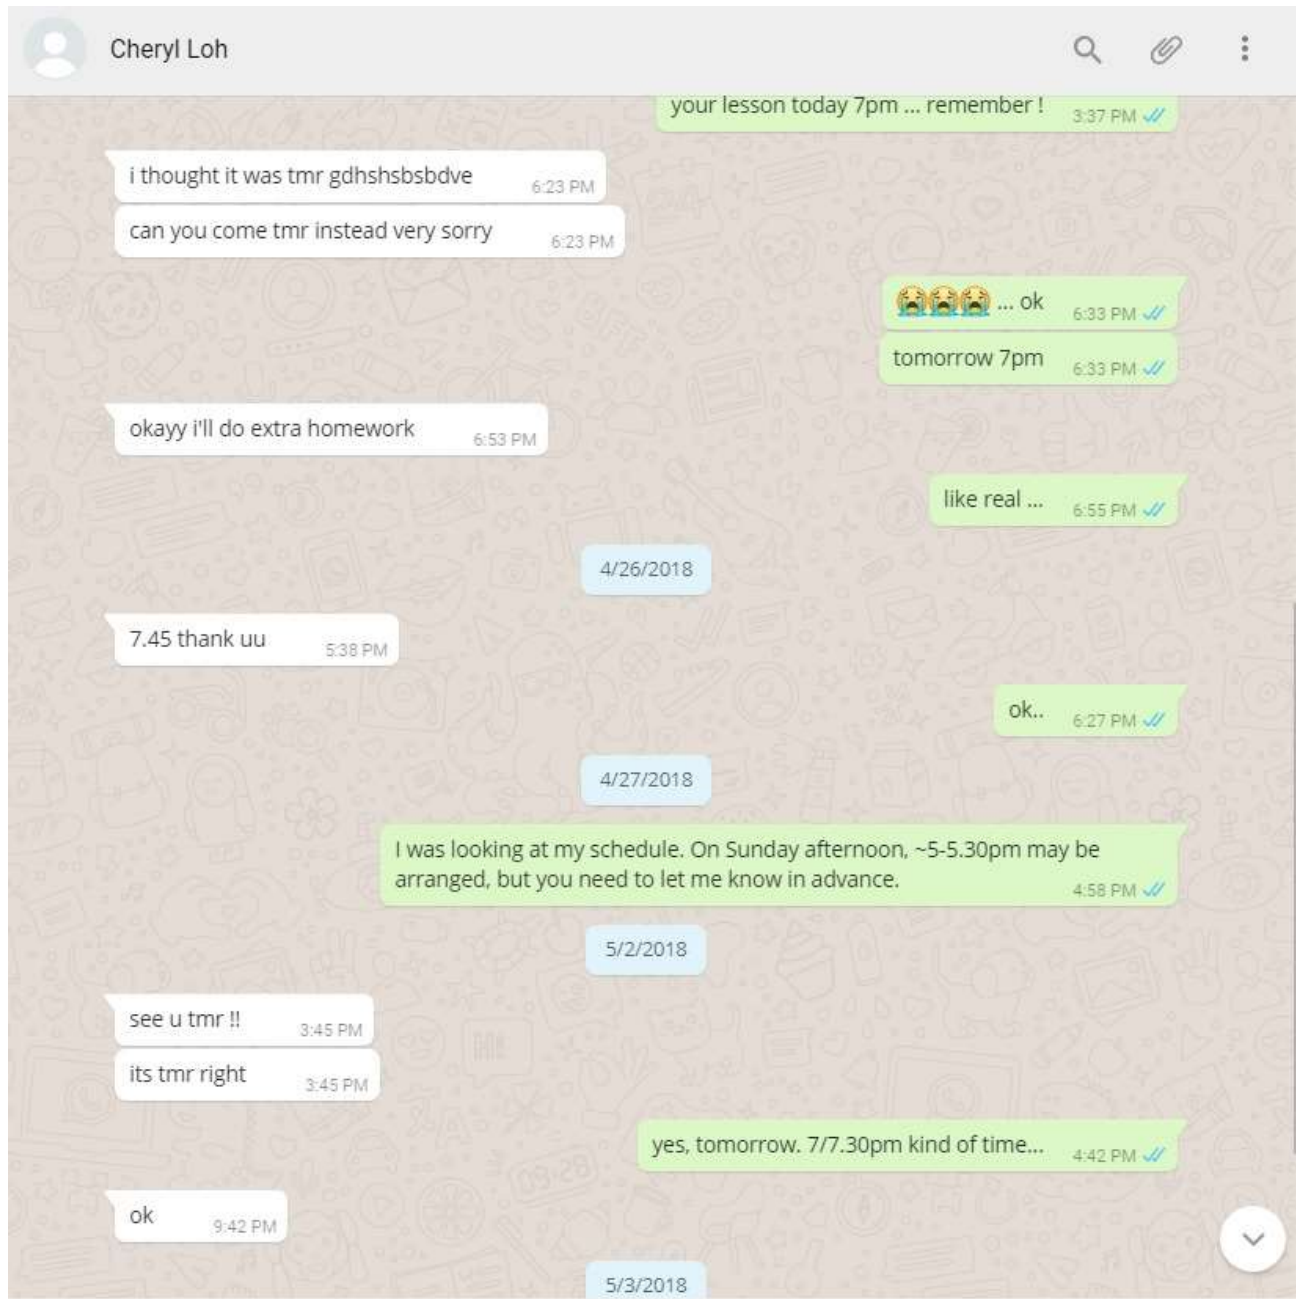 Cheryl Loh
your lesson today 7pm ... remember !
3:37 PM
i thought it was tmr gdhshsbsbdve
6:23 PM
can you come tmr instead very sorry
6:23 PM
😭😭😭 ... ok
6:33 PM
tomorrow 7pm
6:33 PM
okayy i'll do extra homework
6:53 PM
like real ...
6:55 PM
4/26/2018
7.45 thank uu
5:38 PM
ok..
6:27 PM
4/27/2018
I was looking at my schedule. On Sunday afternoon, ~5-5.30pm may be
arranged, but you need to let me know in advance.
4:58 PM
5/2/2018
see u tmr !!
3:45 PM
its tmr right
3:45 PM
yes, tomorrow. 7/7.30pm kind of time...
4:42 PM
ok
9:42 PM
5/3/2018